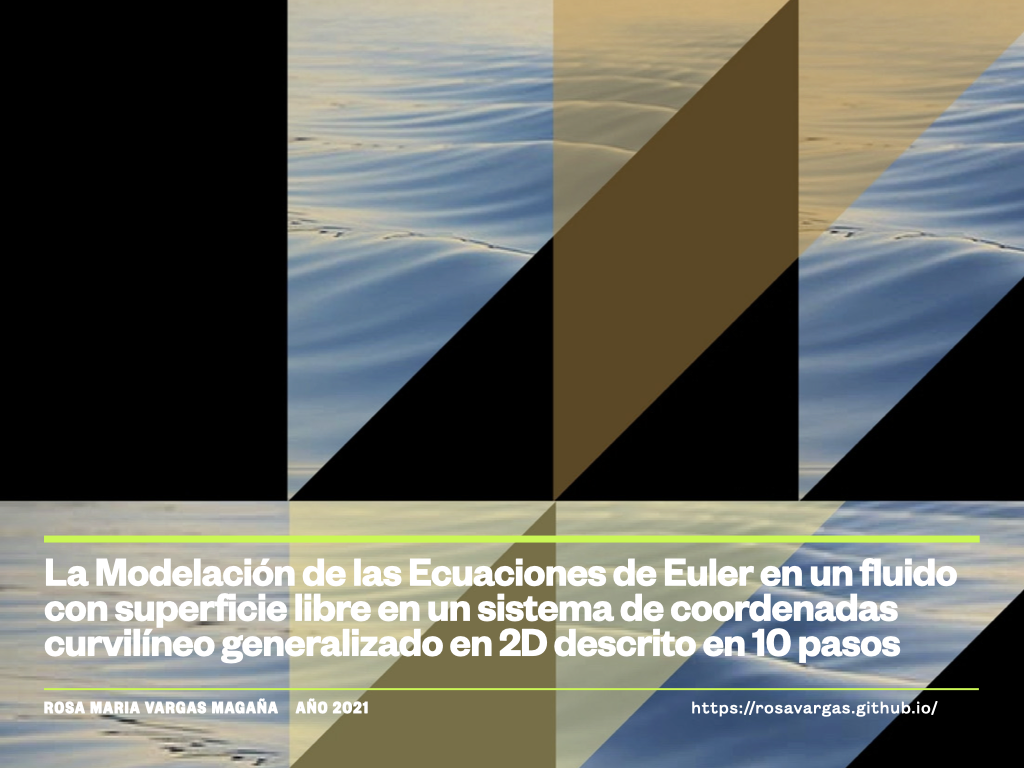 La Modelación de las Ecuaciones de Euler en un fluido
con superficie libre en un sistema de coordenadas
curvilíneo generalizado en 2D descrito en 10 pasos
ROSA MARIA VARGAS MAGAÑA AÑO 2021 https://rosavargas.github.io/